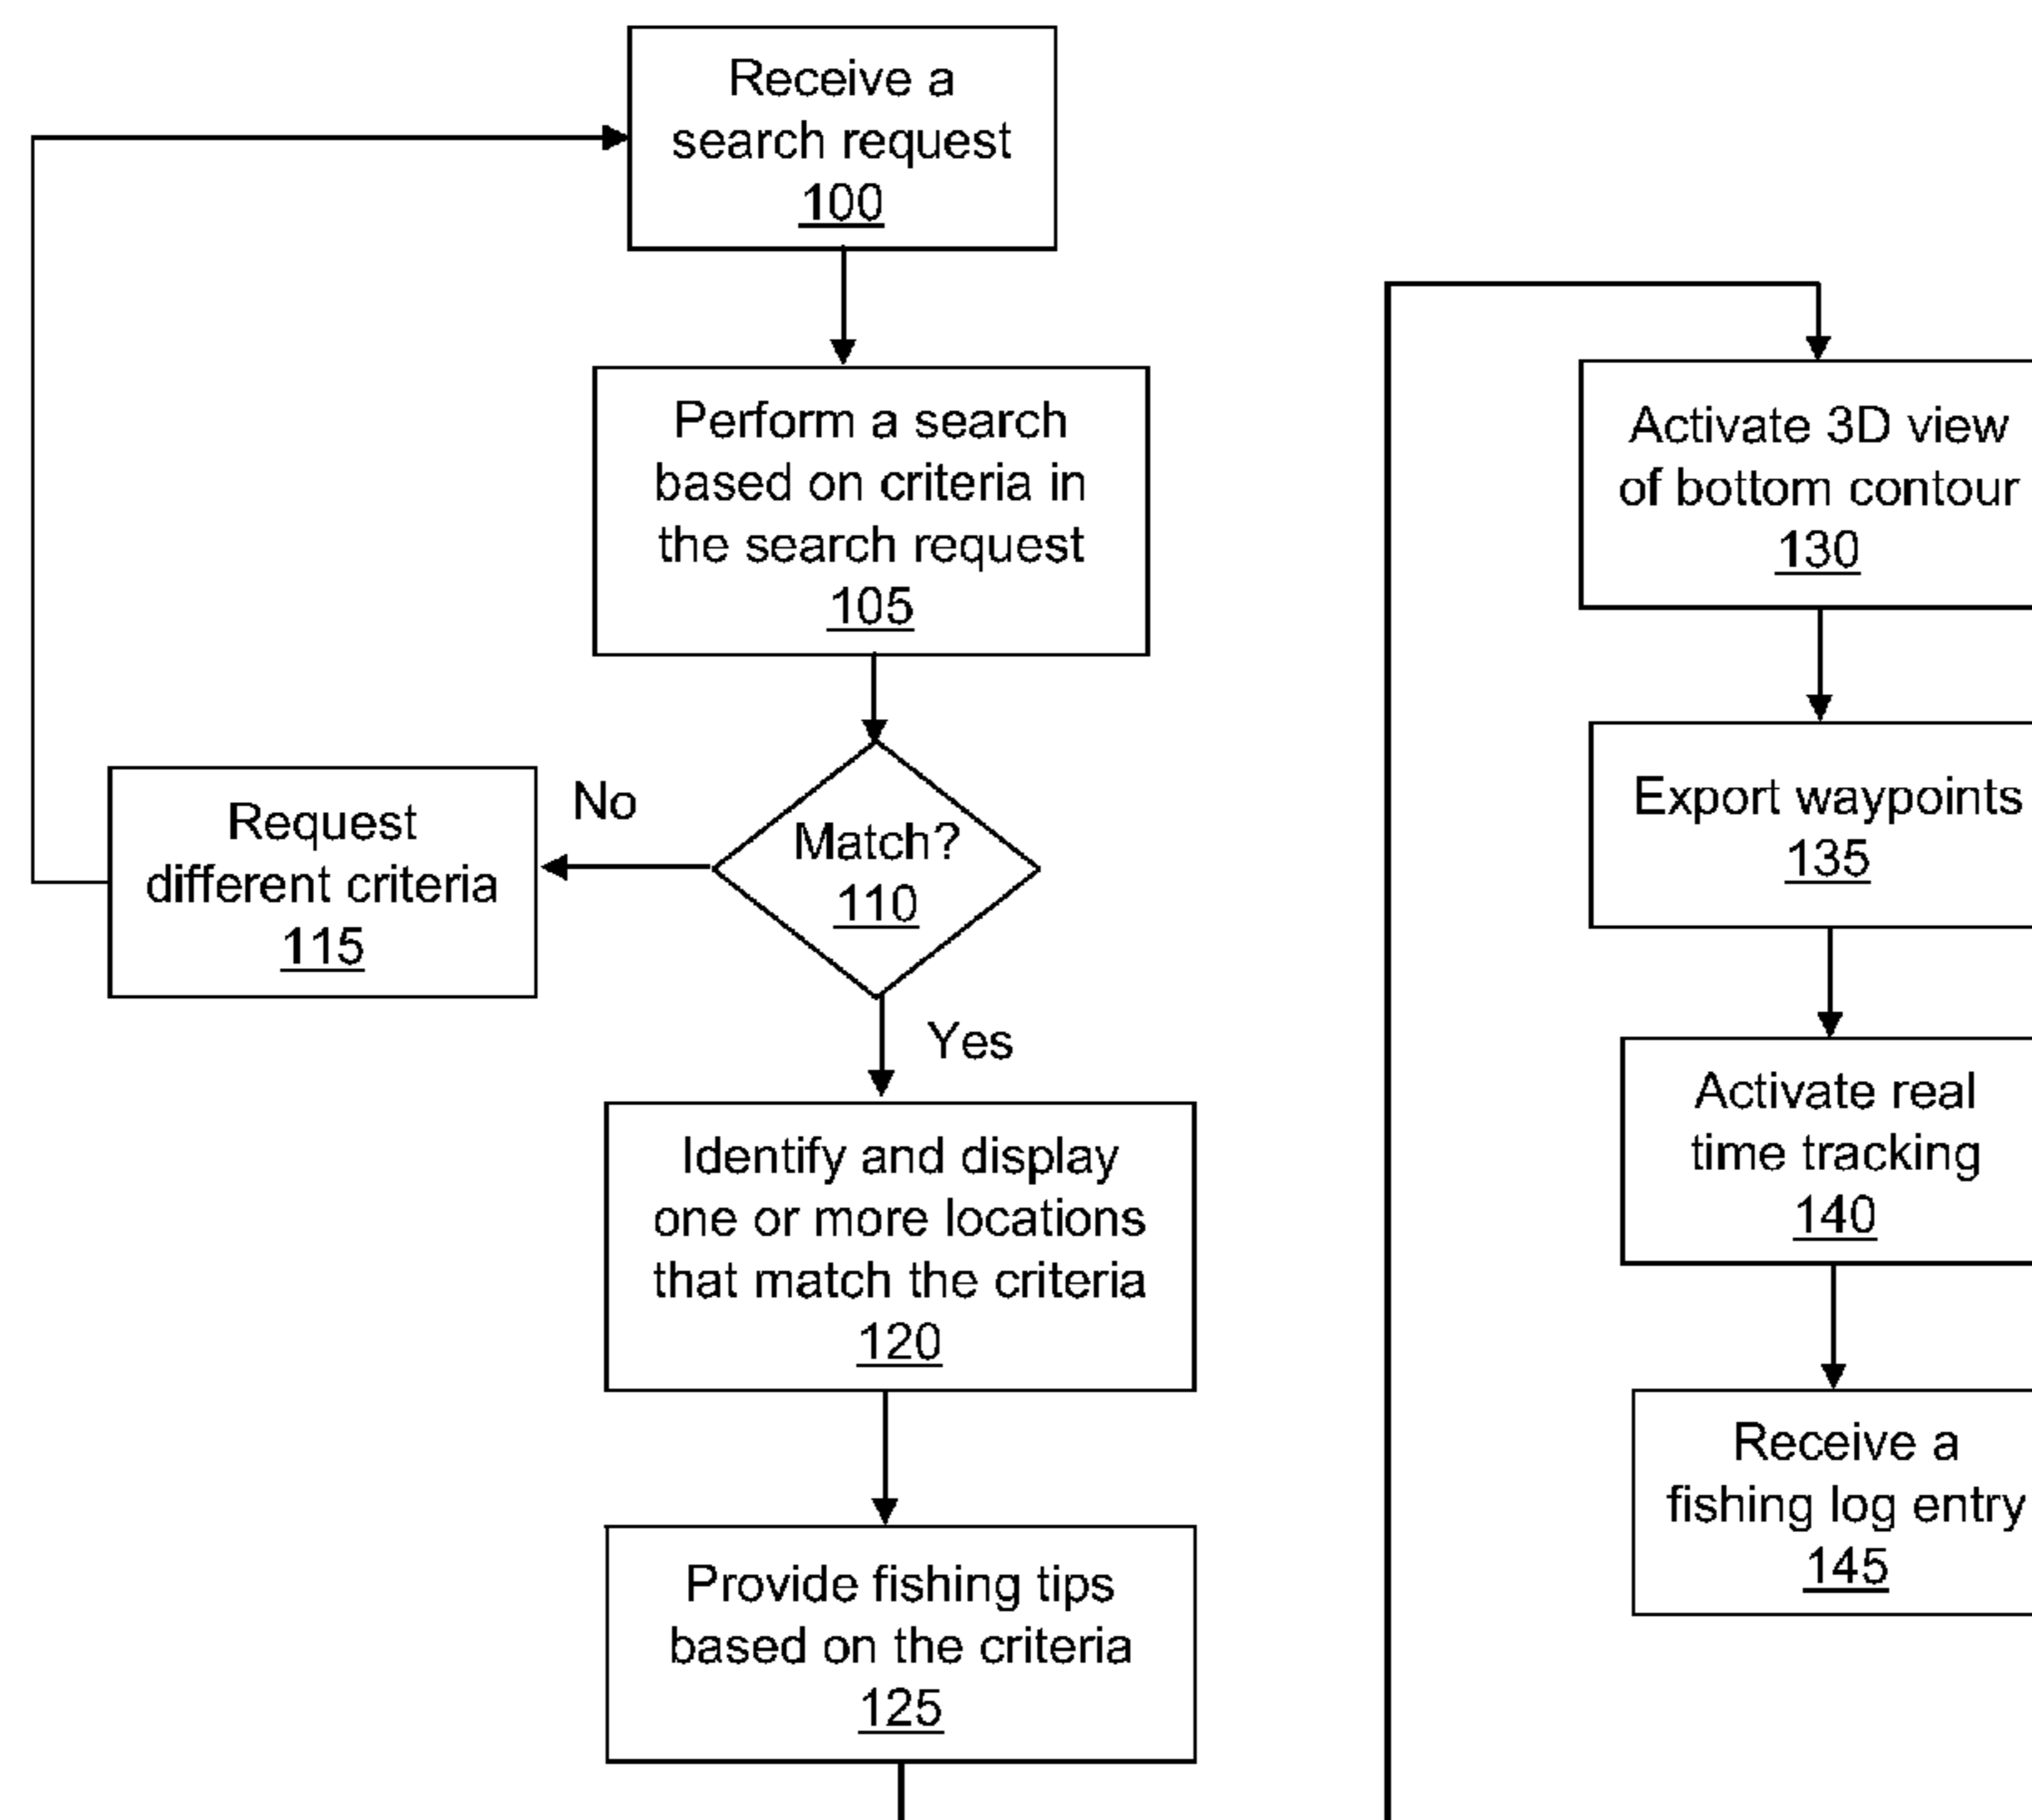 Receive a
search request
100
Perform a search
based on criteria in
the search request
105
Match?
110
No
Request
different criteria
115
Yes
Identify and display
one or more locations
that match the criteria
120
Provide fishing tips
based on the criteria
125
Activate 3D view
of bottom contour
130
Export waypoints
135
Activate real
time tracking
140
Receive a
fishing log entry
145